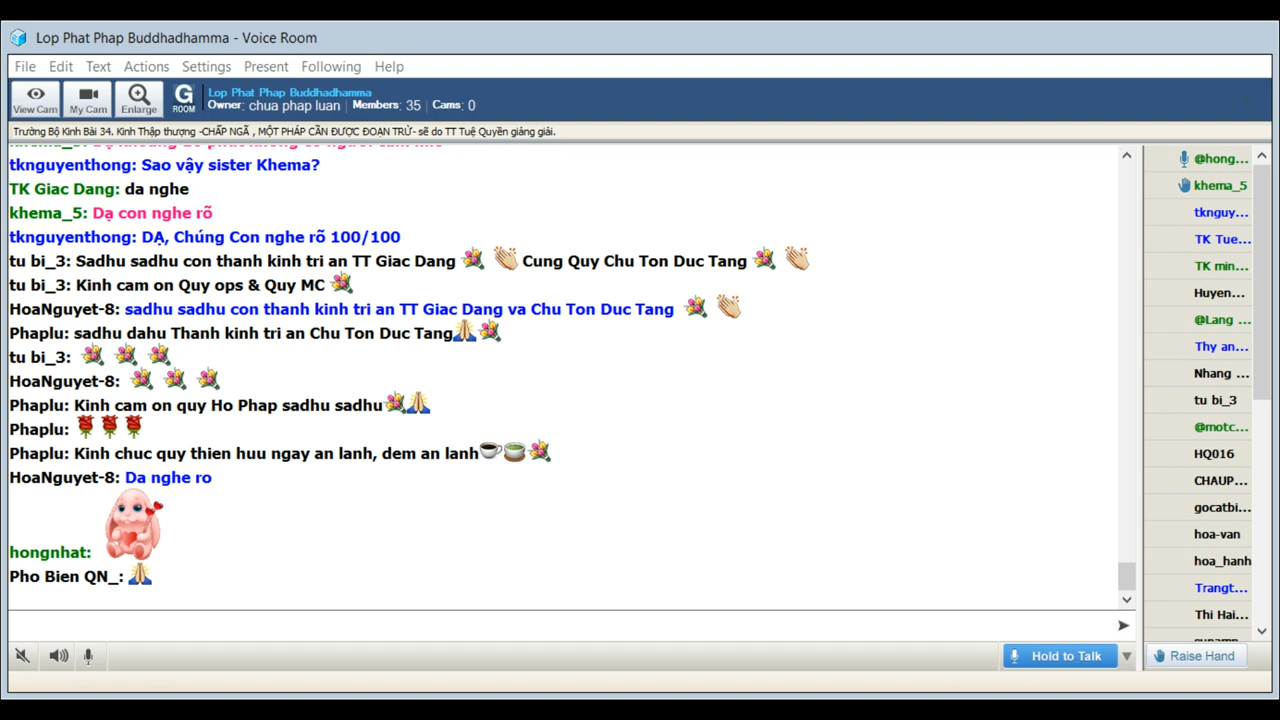 Lop Phat Phap Buddhadhamma - Voice Room
File Edit Text Actions Settings Present Following Help
View Cam My Cam Enlarge G ROOM
Lop Phat Phap Buddhadhamma
Owner: chua phap luan | Members: 35 | Cams: 0
Trường Bộ Kinh Bài 34. Kinh Thập thượng -CHẤP NGÃ , MỘT PHÁP CẦN ĐƯỢC ĐOẠN TRỪ- sẽ do TT Tuệ Quyền giảng giải.
tknguyenthong: Sao vậy sister Khema?
TK Giac Dang: da nghe
khema_5: Dạ con nghe rõ
tknguyenthong: DẠ, Chúng Con nghe rõ 100/100
tu bi_3: Sadhu sadhu con thanh kinh tri an TT Giac Dang Cung Quy Chu Ton Duc Tang
tu bi_3: Kinh cam on Quy ops & Quy MC
HoaNguyet-8: sadhu sadhu con thanh kinh tri an TT Giac Dang va Chu Ton Duc Tang
Phaplu: sadhu dahu Thanh kinh tri an Chu Ton Duc Tang
tu bi_3:
HoaNguyet-8:
Phaplu: Kinh cam on quy Ho Phap sadhu sadhu
Phaplu:
Phaplu: Kinh chuc quy thien huu ngay an lanh, dem an lanh
HoaNguyet-8: Da nghe ro
hongnhat:
Pho Bien QN_:
@hong...
khema_5
tknguy...
TK Tue...
TK min...
Huyen...
@Lang ...
Thy an...
Nhang ...
tu bi_3
@motc...
HQ016
CHAUP...
gocatbi...
hoa-van
hoa_hanh
Trangt...
Thi Hai...
Hold to Talk
Raise Hand